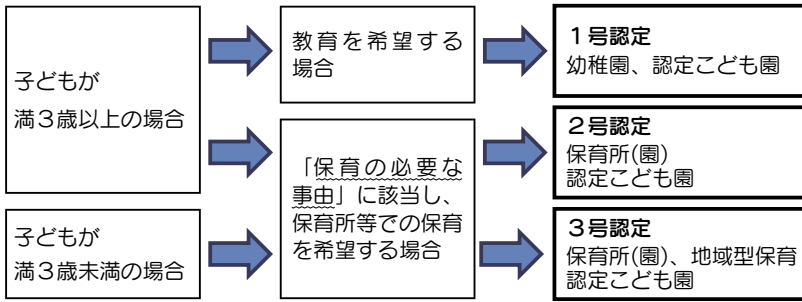 子どもが
満３歳以上の場合
教育を希望する
場合
１号認定
幼稚園、認定こども園
「保育の必要な
事由」に該当し、
保育所等での保育
を希望する場合
２号認定
保育所(園)
認定こども園
子どもが
満３歳未満の場合
３号認定
保育所(園)、地域型保育
認定こども園